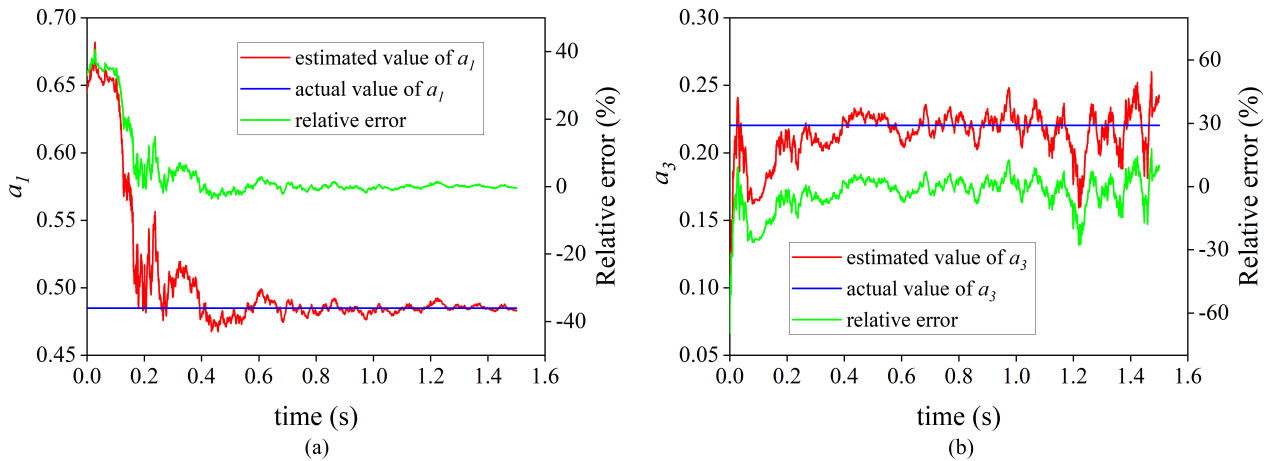 0.70
0.65
0.60
0.55
0.50
0.45
a1
0.0 0.2 0.4 0.6 0.8 1.0 1.2 1.4 1.6
time (s)
40
20
0
-20
-40
Relative error (%)
estimated value of a1
actual value of a1
relative error
(a)
0.30
0.25
0.20
0.15
0.10
0.05
a3
0.0 0.2 0.4 0.6 0.8 1.0 1.2 1.4 1.6
time (s)
60
30
0
-30
-60
Relative error (%)
estimated value of a3
actual value of a3
relative error
(b)